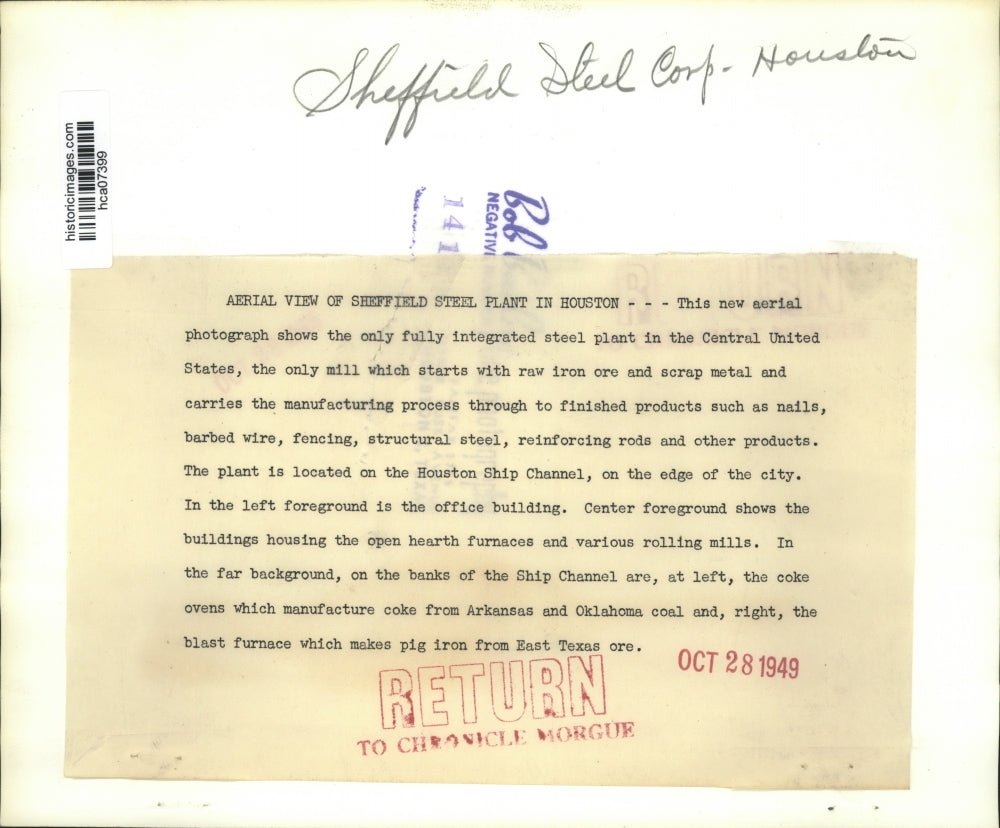 Sheffield Steel Corp - Houston
historicimages.com
hca07399
Bob
NEGATIV
141
AERIAL VIEW OF SHEFFIELD STEEL PLANT IN HOUSTON - - - This new aerial
photograph shows the only fully integrated steel plant in the Central United
States, the only mill which starts with raw iron ore and scrap metal and
carries the manufacturing process through to finished products such as nails,
barbed wire, fencing, structural steel, reinforcing rods and other products.
The plant is located on the Houston Ship Channel, on the edge of the city.
In the left foreground is the office building. Center foreground shows the
buildings housing the open hearth furnaces and various rolling mills. In
the far background, on the banks of the Ship Channel are, at left, the coke
ovens which manufacture coke from Arkansas and Oklahoma coal and, right, the
blast furnace which makes pig iron from East Texas ore.
OCT 28 1949
RETURN
TO CHRONICLE MORGUE